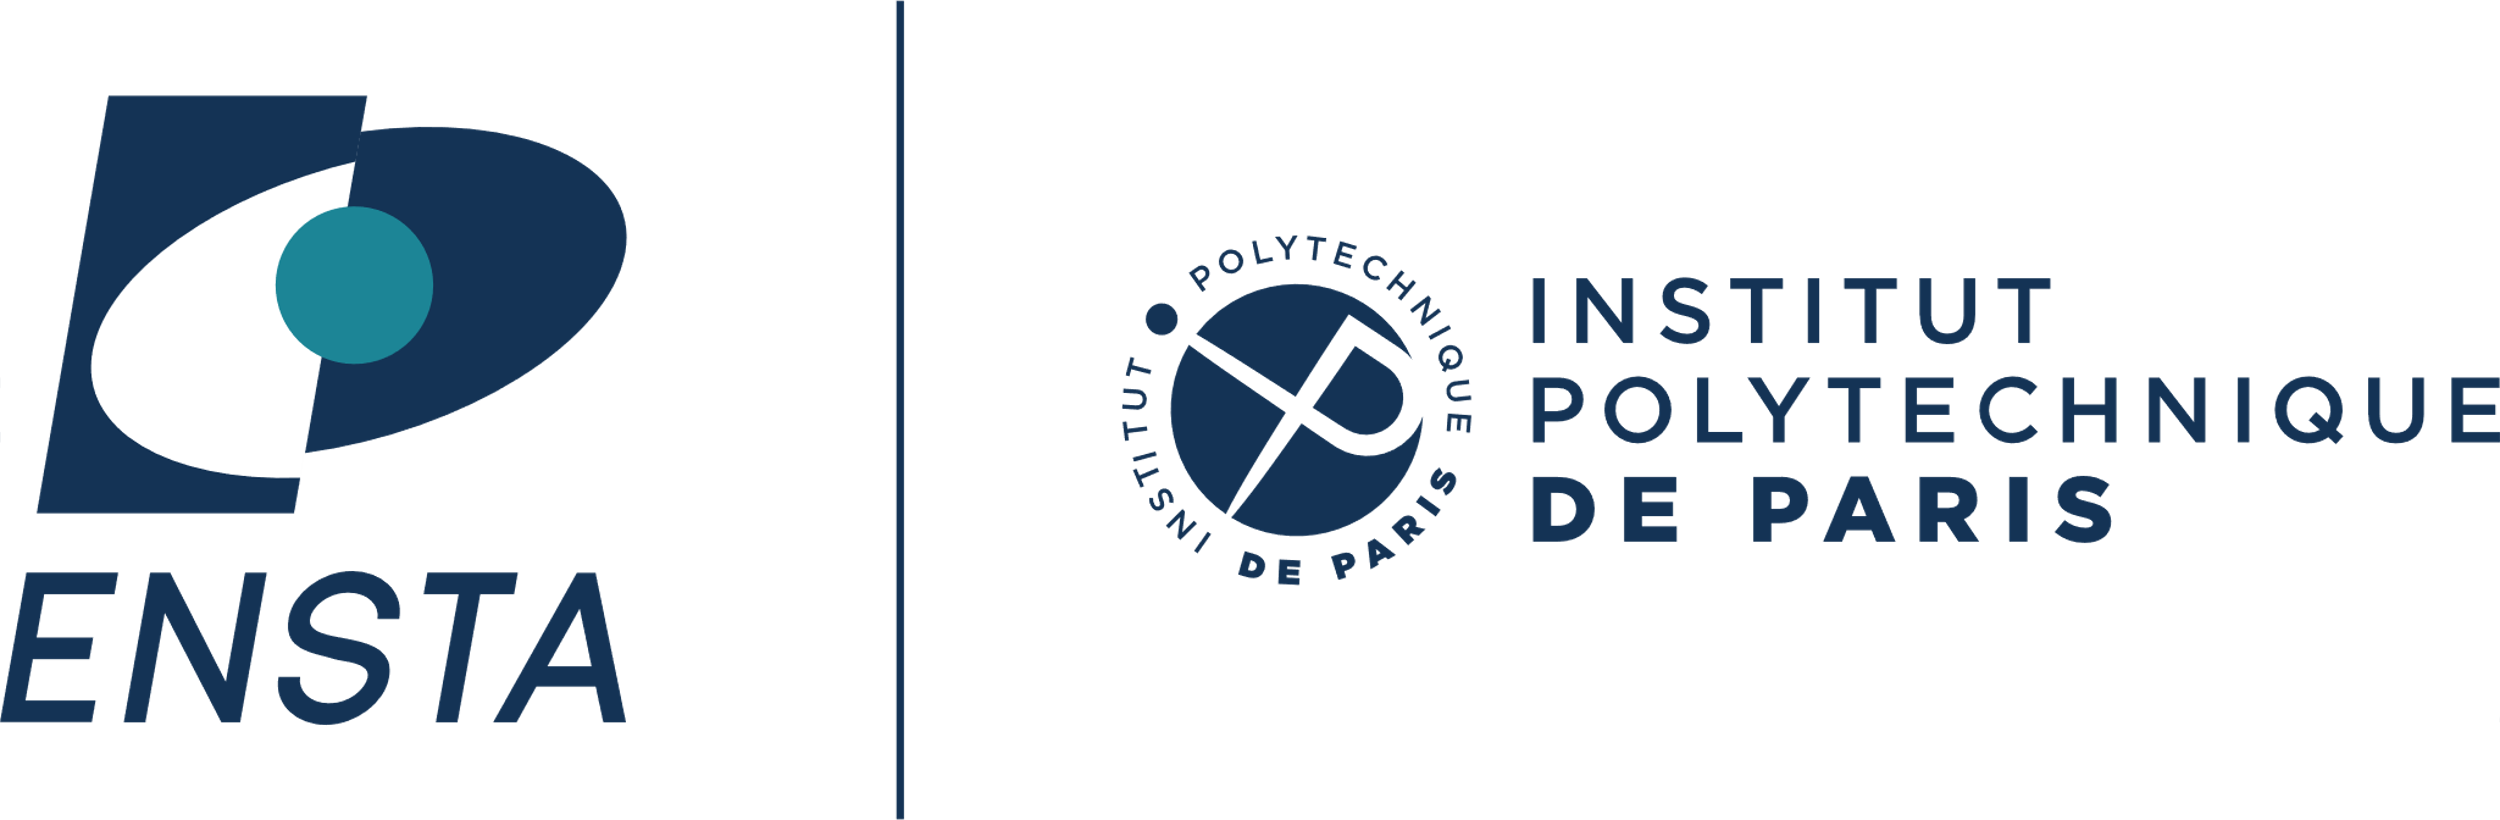 ENSTA
INSTITUT • POLYTECHNIQUE
DE PARIS
INSTITUT
POLYTECHNIQUE
DE PARIS